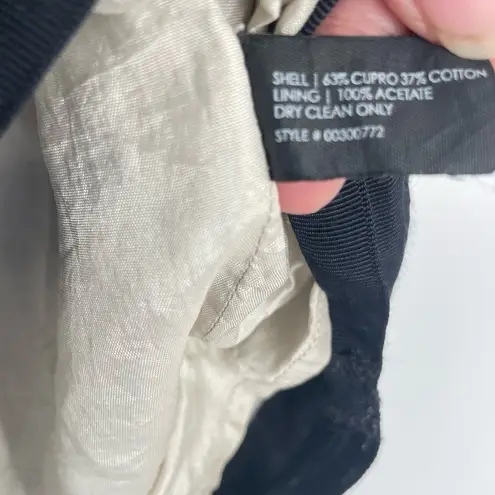 SHELL | 63% CUPRO 37% COTTON
LINING | 100% ACETATE
DRY CLEAN ONLY
STYLE # 00300772